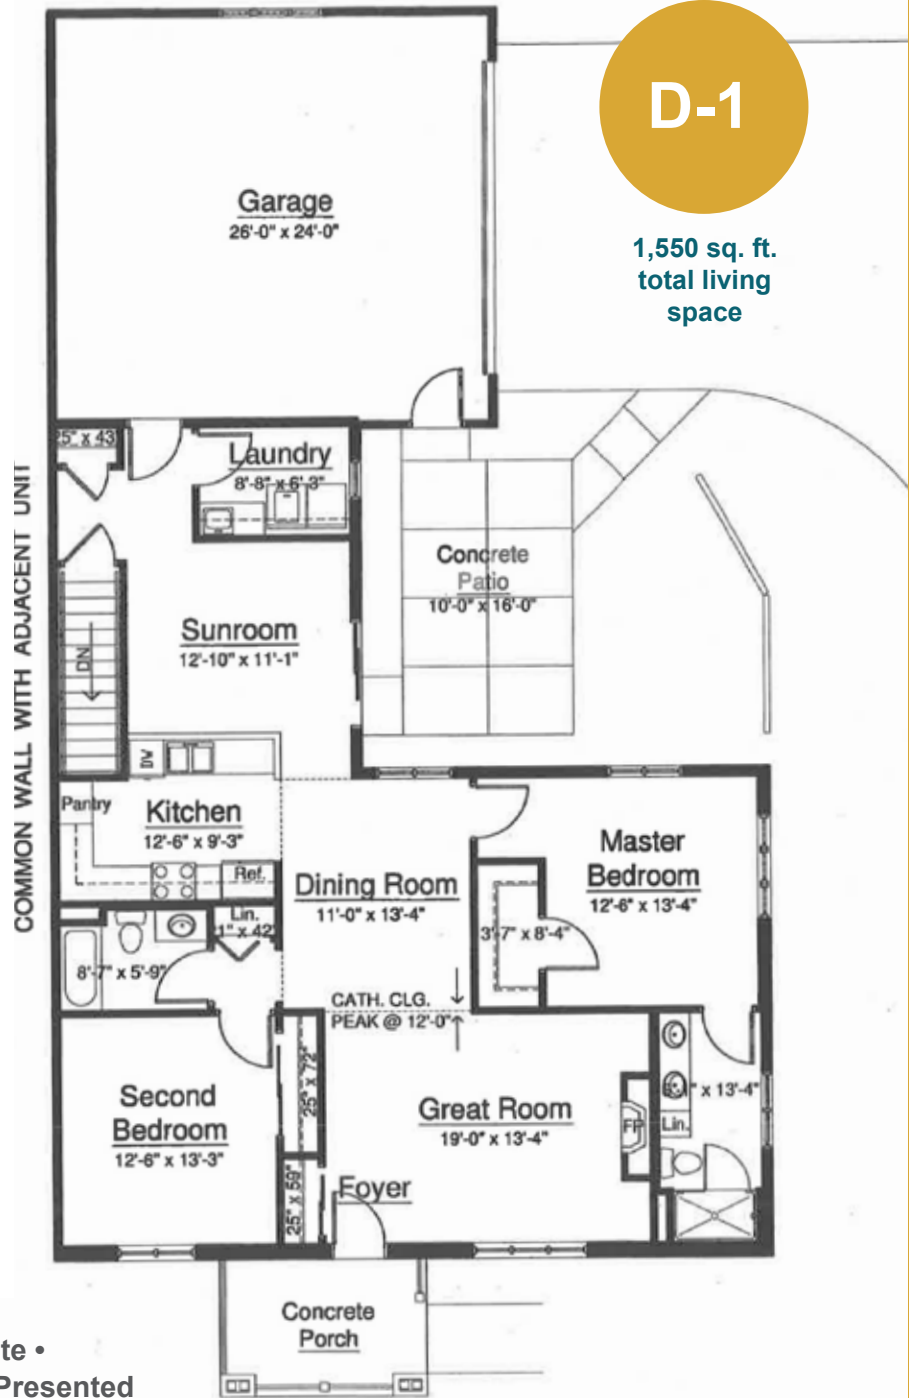 D-1
1,550 sq. ft.
total living
space
Garage
26'-0" x 24'-0"
25" x 43
Laundry
8'-8" x 6'-3"
COMMON WALL WITH ADJACENT UNIT
Concrete
Patio
10'-0" x 16'-0"
Sunroom
12'-10" x 11'-1"
DN
DW
Pantry
Kitchen
12'-6" x 9'-3"
Ref.
Master
Bedroom
12'-6" x 13'-4"
Dining Room
11'-0" x 13'-4"
3'-7" x 8'-4"
Lin.
1" x 42
8'-7" x 5'-9"
CATH. CLG.
PEAK @ 12'-0"
25" x 72"
Second
Bedroom
12'-6" x 13'-3"
Great Room
19'-0" x 13'-4"
FP
x 13'-4"
Lin.
25" x 59"
Foyer
Concrete
Porch
te •
Presented